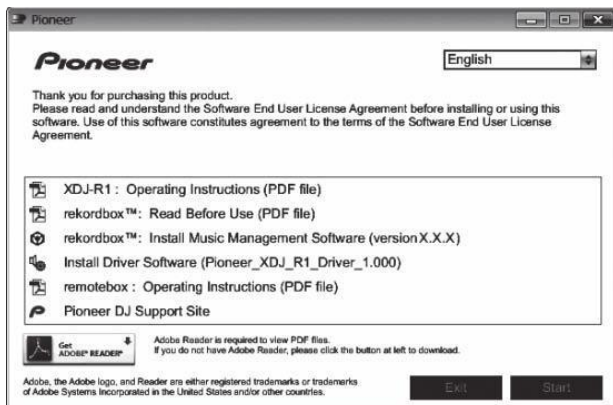 Pioneer
Pioneer
English
Thank you for purchasing this product.
Please read and understand the Software End User License Agreement before installing or using this
software. Use of this software constitutes agreement to the terms of the Software End User License
Agreement.
XDJ-R1 : Operating Instructions (PDF file)
rekordbox™: Read Before Use (PDF file)
rekordbox™: Install Music Management Software (version X.X.X)
Install Driver Software (Pioneer_XDJ_R1_Driver_1.000)
remotebox : Operating Instructions (PDF file)
Pioneer DJ Support Site
Get
ADOBE® READER®
Adobe Reader is required to view PDF files.
If you do not have Adobe Reader, please click the button at left to download.
Adobe, the Adobe logo, and Reader are either registered trademarks or trademarks
of Adobe Systems Incorporated in the United States and/or other countries.
Exit
Start